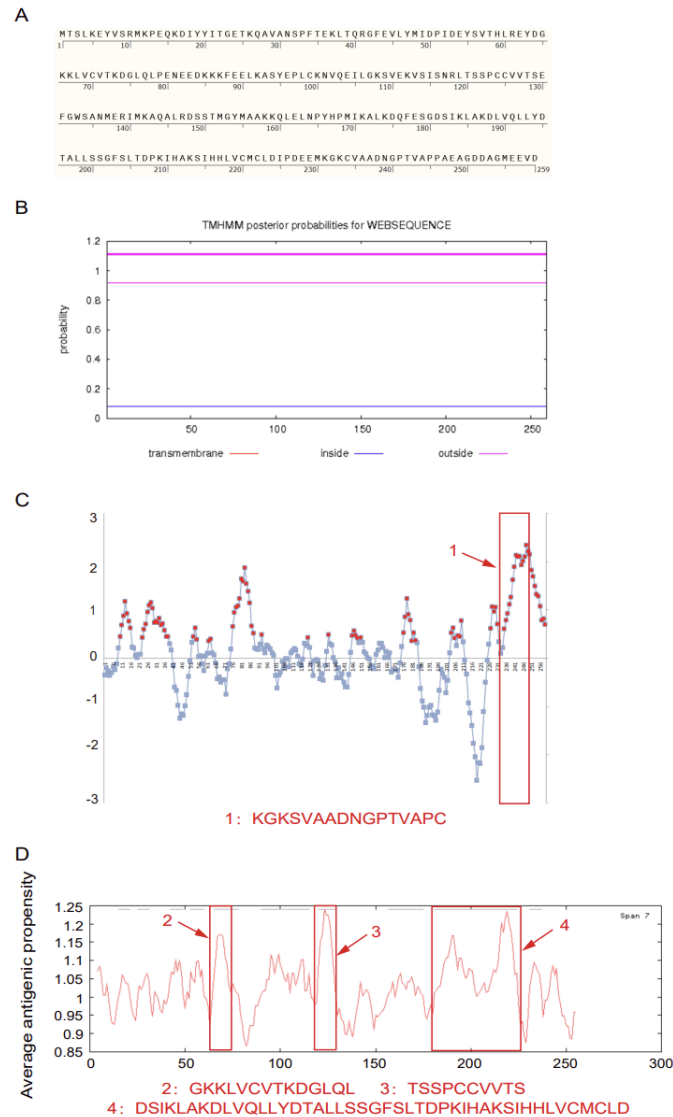 A
MTSLKEYVSRMKPEQKDIYYITGETKQAVANSPFTEKLTQRGFEVLYMIDPIDEYSVTHLREYDG
1 10 20 30 40 50 60
KKLVCVTKDGLQLPENEEDKKKFEELKASYEPLCKNVQEILGKSVEKVSISNRLTSSPCCVVTSE
70 80 90 100 110 120 130
FGWSANMERIMKAQALRDSSTMGYMAAKKQLELNPYHPMIKALKDQFESGDSIKLAKDLVQLLYD
140 150 160 170 180 190
TALLSSGFSLTDPKIHAKSIHHLVCMCLDIPDEEMKGKCVAADNGPTVAPPAEAGDDAGMEEVD
200 210 220 230 240 250 259
B
TMHMM posterior probabilities for WEBSEQUENCE
1.2
1
0.8
0.6
0.4
0.2
0
probability
50 100 150 200 250
transmembrane inside outside
C
3
2
1
0
-1
-2
-3
1
1: KGKSVAADNGPTVAPC
D
Average antigenic propensity
1.25
1.2
1.15
1.1
1.05
1
0.95
0.9
0.85
Span 7
2
3
4
0 50 100 150 200 250 300
2: GKKLVCVTKDGLQL 3: TSSPCCVVTS
4: DSIKLAKDLVQLLYDTALLSSGFSLTDPKIHAKSIHHLVCMCLD